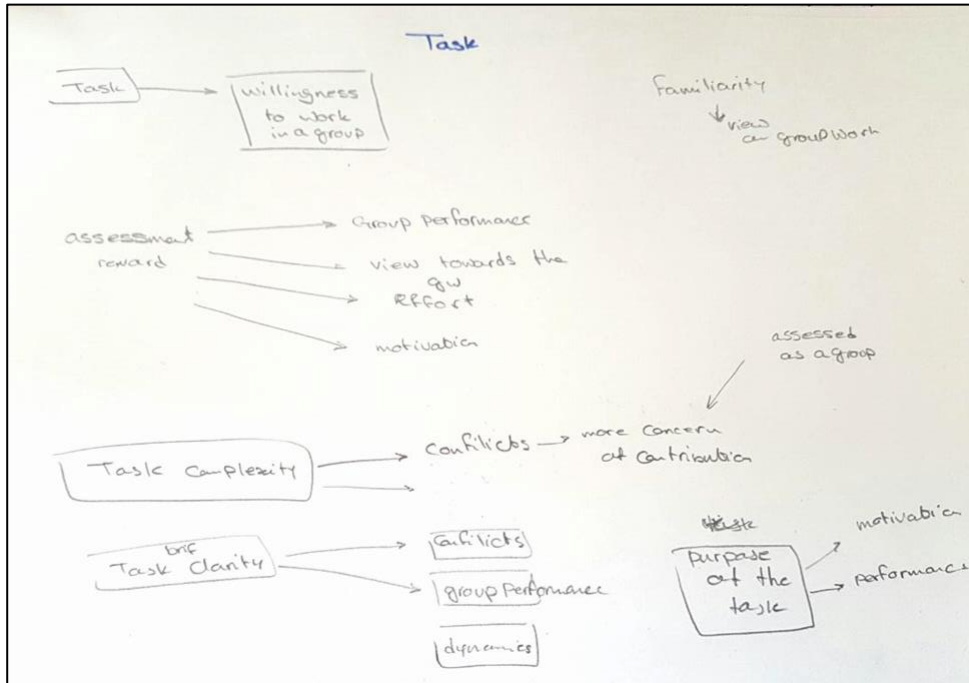 Task
Task
willingness
to work
in a group
Familiarity
view
on groupwork
assessment
reward
Group performance
view towards the
gw
Effort
motivation
assessed
as a group
Task Complexity
conflicts
more concern
of contribution
brif
Task Clarity
conflicts
group performance
dynamics
purpose
of the
task
motivation
performance